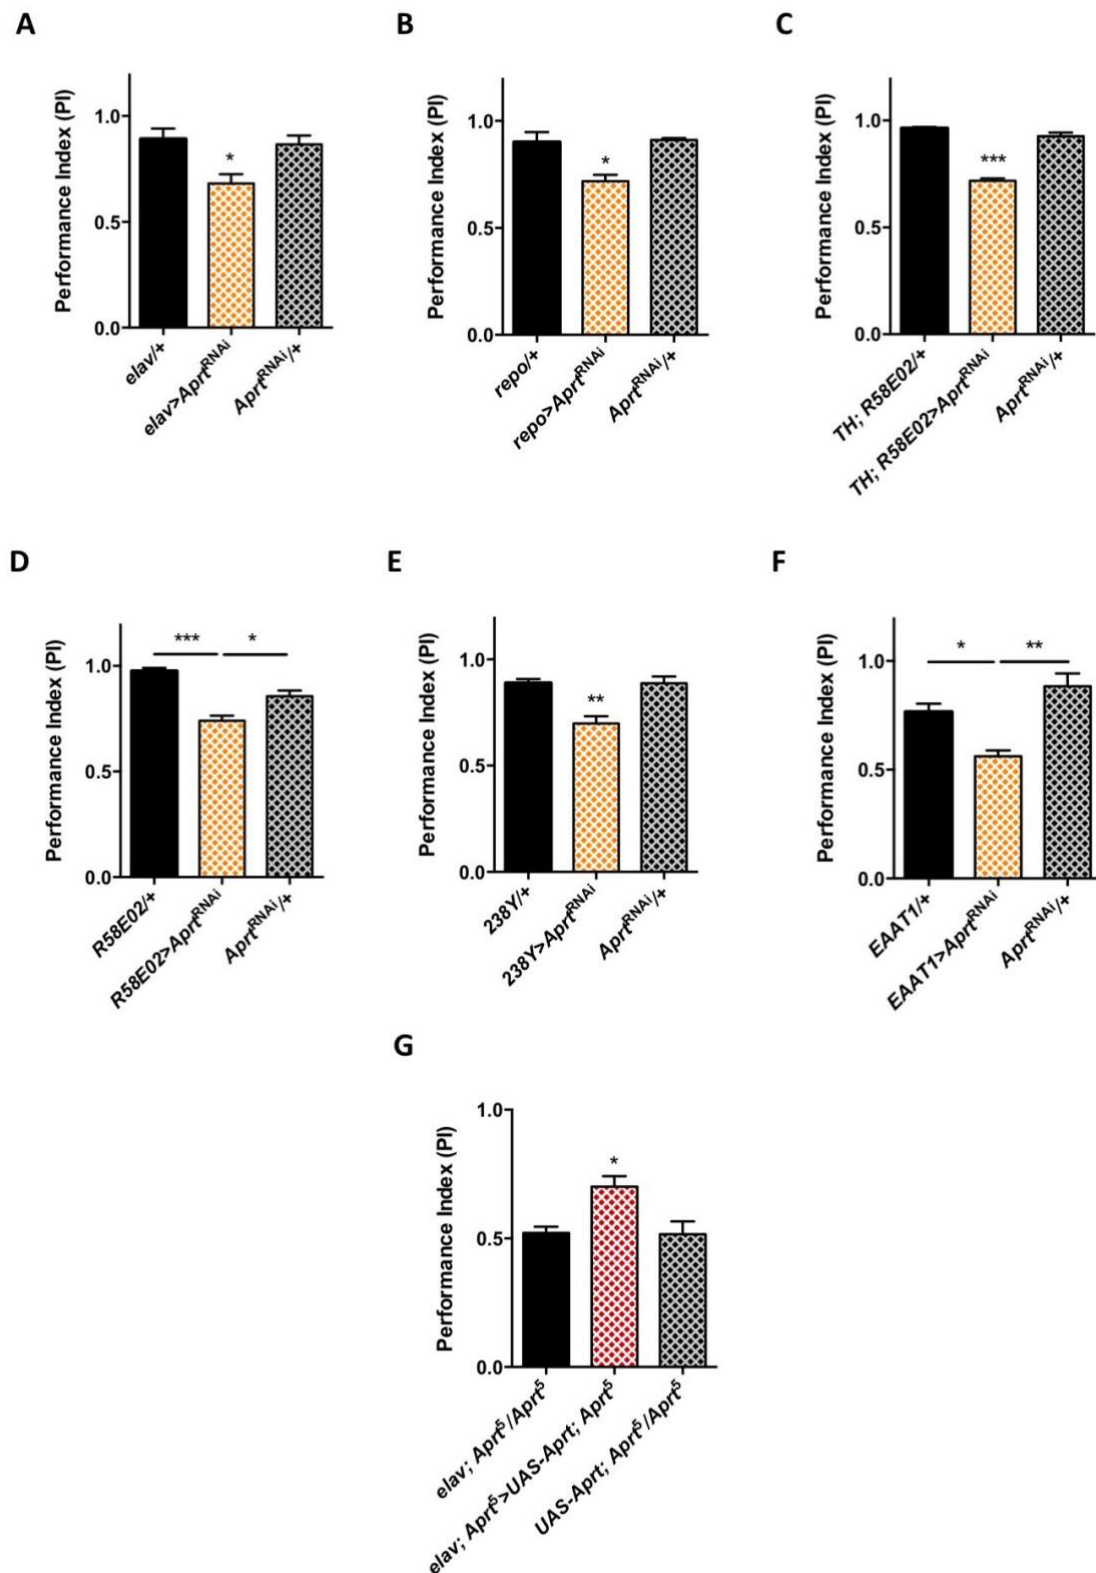 A
B
C
Performance Index (PI)
1.0
0.5
0.0
*
elav/+
elav>Aprt^RNAi
Aprt^RNAi/+
Performance Index (PI)
1.0
0.5
0.0
*
repo/+
repo>Aprt^RNAi
Aprt^RNAi/+
Performance Index (PI)
1.0
0.5
0.0
***
TH; R58E02/+
TH; R58E02>Aprt^RNAi
Aprt^RNAi/+
D
E
F
Performance Index (PI)
1.0
0.5
0.0
*** *
R58E02/+
R58E02>Aprt^RNAi
Aprt^RNAi/+
Performance Index (PI)
1.0
0.5
0.0
**
238Y/+
238Y>Aprt^RNAi
Aprt^RNAi/+
Performance Index (PI)
1.0
0.5
0.0
* **
EAAT1/+
EAAT1>Aprt^RNAi
Aprt^RNAi/+
G
Performance Index (PI)
1.0
0.5
0.0
*
elav; Aprt^5/Aprt^5
elav; Aprt^5>UAS-Aprt; Aprt^5
UAS-Aprt; Aprt^5/Aprt^5